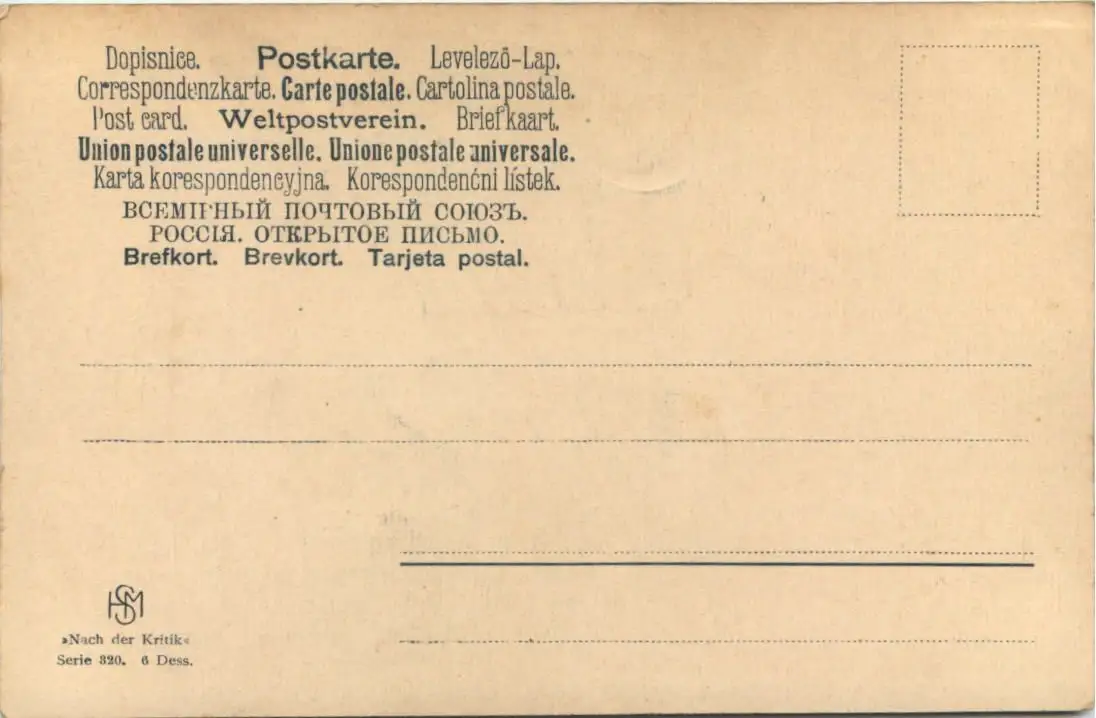 Dopisnice. Postkarte. Levelező-Lap.
Correspondenzkarte. Carte postale. Cartolina postale.
Post card. Weltpostverein. Briefkaart.
Union postale universelle. Unione postale universale.
Karta korespondencyjna. Korespondenčni lístek.
ВСЕМІРНЫЙ ПОЧТОВЫЙ СОЮЗЪ.
РОССІЯ. ОТКРЫТОЕ ПИСЬМО.
Brefkort. Brevkort. Tarjeta postal.
HSM
»Nach der Kritik«
Serie 320. 6 Dess.